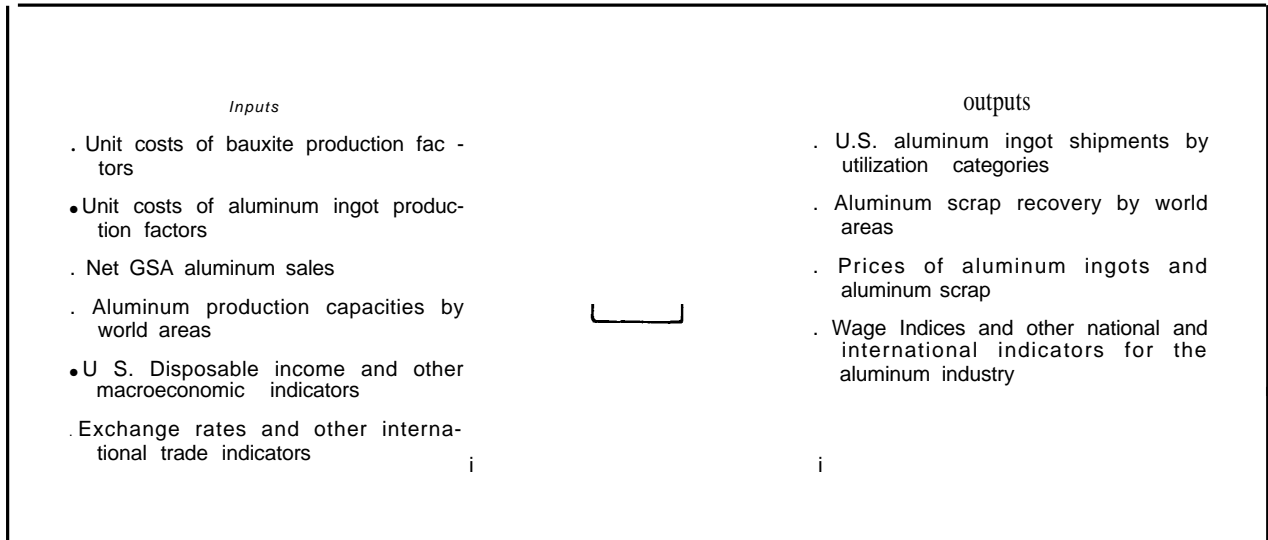 Inputs
. Unit costs of bauxite production fac -
tors
• Unit costs of aluminum ingot produc-
tion factors
. Net GSA aluminum sales
. Aluminum production capacities by
world areas
• U S. Disposable income and other
macroeconomic indicators
. Exchange rates and other interna-
tional trade indicators
i
outputs
. U.S. aluminum ingot shipments by
utilization categories
. Aluminum scrap recovery by world
areas
. Prices of aluminum ingots and
aluminum scrap
. Wage Indices and other national and
international indicators for the
aluminum industry
i